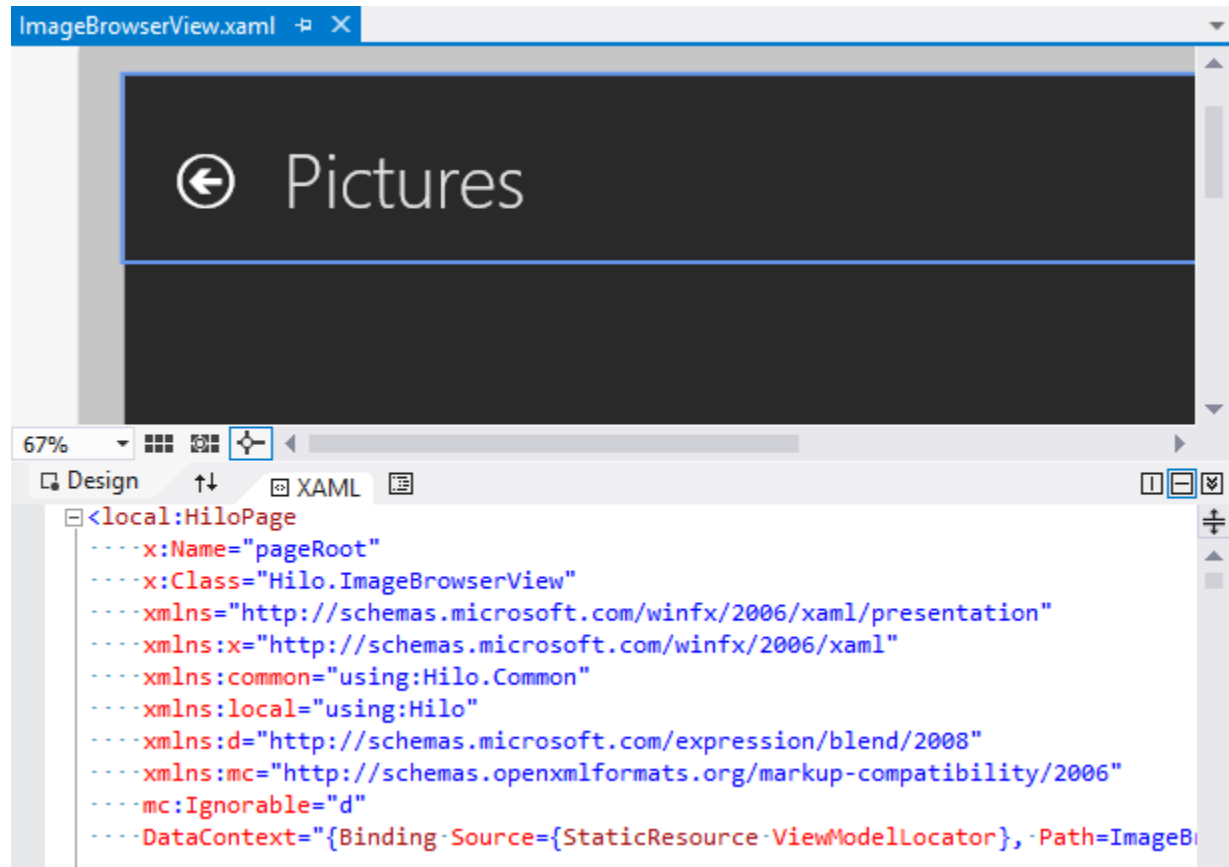 ImageBrowserView.xaml
Pictures
67%
Design
XAML
<local:HiloPage
x:Name="pageRoot"
x:Class="Hilo.ImageBrowserView"
xmlns="http://schemas.microsoft.com/winfx/2006/xaml/presentation"
xmlns:x="http://schemas.microsoft.com/winfx/2006/xaml"
xmlns:common="using:Hilo.Common"
xmlns:local="using:Hilo"
xmlns:d="http://schemas.microsoft.com/expression/blend/2008"
xmlns:mc="http://schemas.openxmlformats.org/markup-compatibility/2006"
mc:Ignorable="d"
DataContext="{Binding Source={StaticResource ViewModelLocator}, Path=ImageB